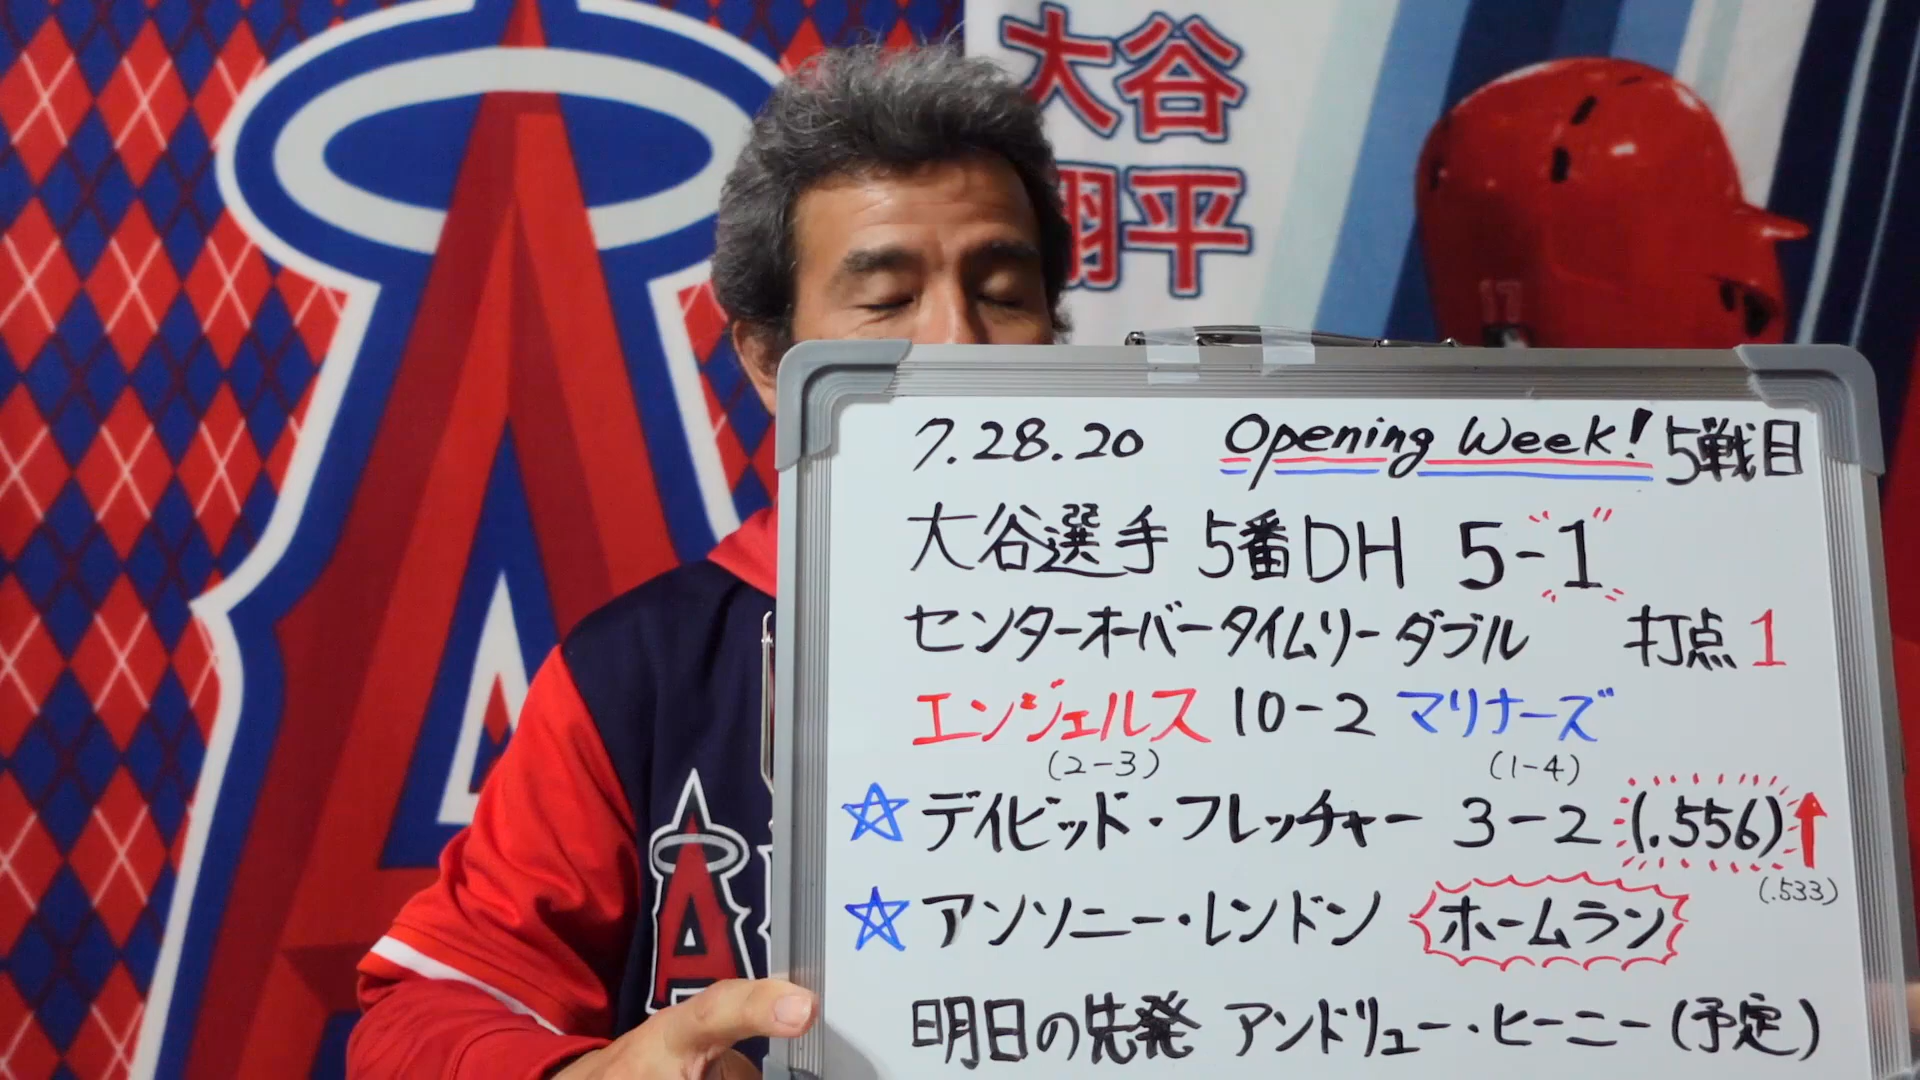 大谷
翔平
7.28.20 Opening Week! 5戦目
大谷選手 5番DH 5-1
センターオーバータイムリーダブル 打点1
エンジェルス 10-2 マリナーズ
(2-3) (1-4)
☆デイビッド・フレッチャー 3-2 (.556)↑
(.533)
☆アンソニー・レンドン ホームラン
明日の先発 アンドリュー・ヒーニー(予定)